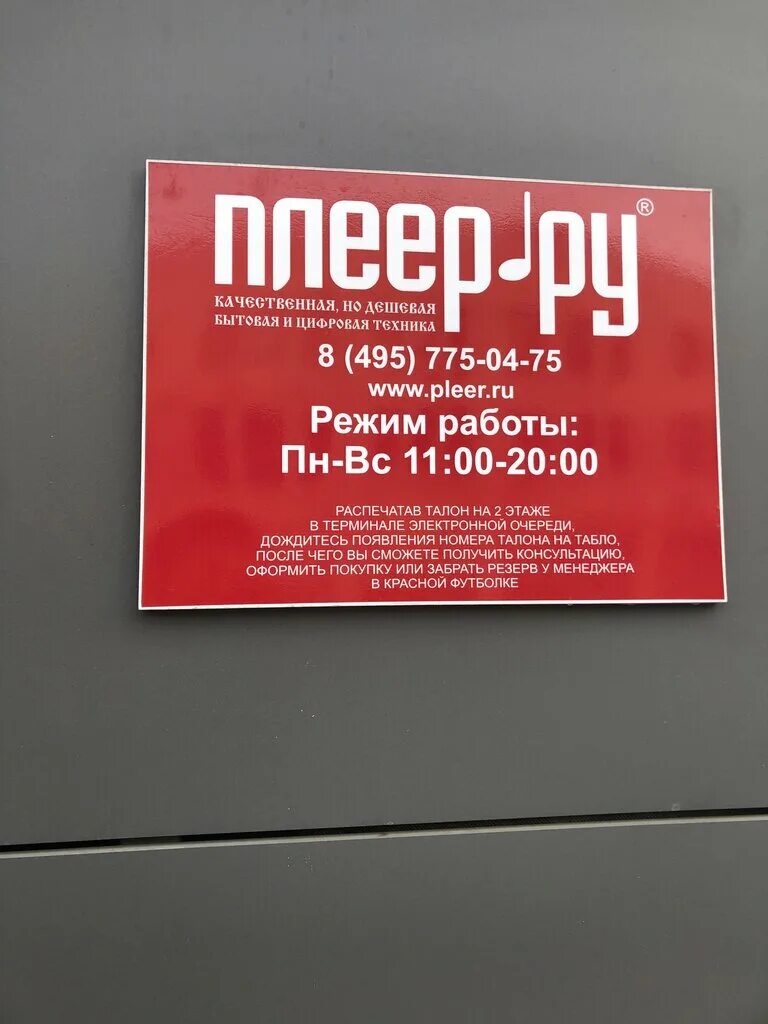 ПЛЕЕР.РУ®
КАЧЕСТВЕННАЯ, НО ДЕШЕВАЯ
БЫТОВАЯ И ЦИФРОВАЯ ТЕХНИКА
8 (495) 775-04-75
www.pleer.ru
Режим работы:
Пн-Вс 11:00-20:00
РАСПЕЧАТАВ ТАЛОН НА 2 ЭТАЖЕ
В ТЕРМИНАЛЕ ЭЛЕКТРОННОЙ ОЧЕРЕДИ,
ДОЖДИТЕСЬ ПОЯВЛЕНИЯ НОМЕРА ТАЛОНА НА ТАБЛО,
ПОСЛЕ ЧЕГО ВЫ СМОЖЕТЕ ПОЛУЧИТЬ КОНСУЛЬТАЦИЮ,
ОФОРМИТЬ ПОКУПКУ ИЛИ ЗАБРАТЬ РЕЗЕРВ У МЕНЕДЖЕРА
В КРАСНОЙ ФУТБОЛКЕ